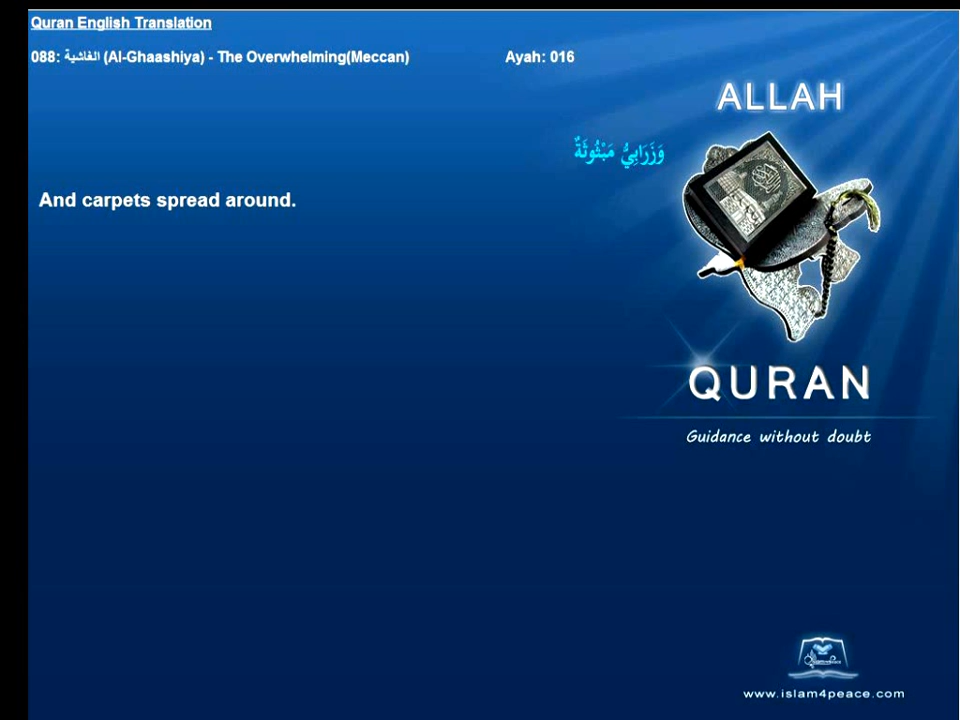 Quran English Translation
088: الغاشية (Al-Ghaashiya) - The Overwhelming(Meccan) Ayah: 016
ALLAH
وَزَرَابِيُّ مَبْثُوثَةٌ
And carpets spread around.
QURAN
Guidance without doubt
www.islam4peace.com